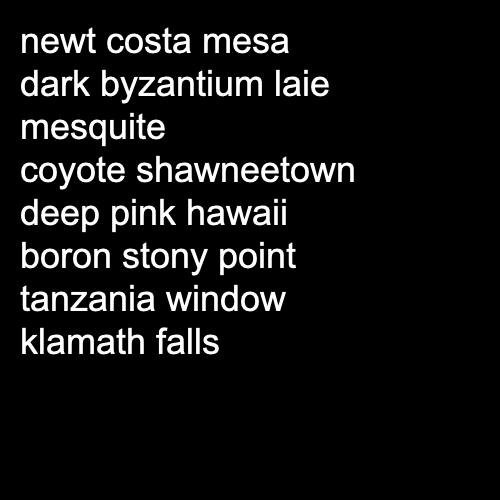 newt costa mesa
dark byzantium laie
mesquite
coyote shawneetown
deep pink hawaii
boron stony point
tanzania window
klamath falls